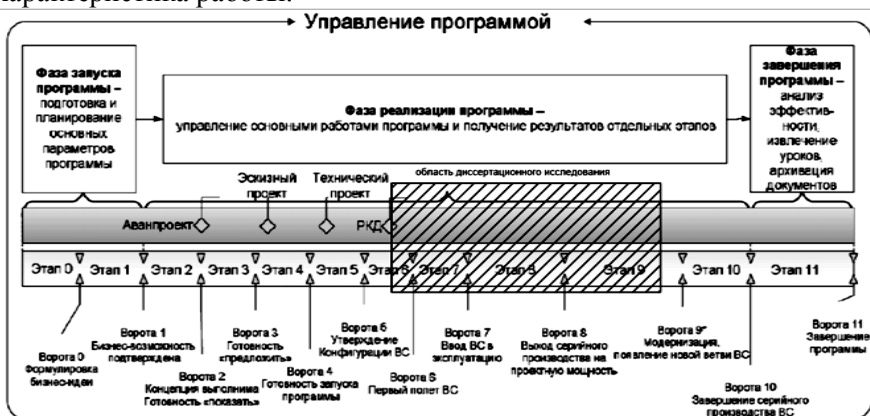 Управление программой
Фаза запуска
программы –
подготовка и
планирование
основных
параметров
программы
Фаза реализации программы –
управление основными работами программы и получение результатов отдельных этапов
Фаза
завершения
программы –
анализ
эффектив-
ности,
извлечение
уроков,
архивация
документов
Эскизный
проект
Технический
проект
область диссертационного исследования
Аванпроект
РКД
Этап 0 Этап 1 Этап 2 Этап 3 Этап 4 Этап 5 Этап 6 Этап 7 Этап 8 Этап 9 Этап 10 Этап 11
Ворота 0
Формулировка
бизнес-идеи
Ворота 1
Бизнес-возможность
подтверждена
Ворота 2
Концепция выполнима
Готовность «показать»
Ворота 3
Готовность
«предложить»
Ворота 4
Готовность запуска
программы
Ворота 5
Утверждение
Конфигурации ВС
Ворота 6
Первый полет ВС
Ворота 7
Ввод ВС в
эксплуатацию
Ворота 8
Выход серийного
производства на
проектную мощность
Ворота 9*
Модернизация,
появление новой ветви ВС
Ворота 10
Завершение серийного
производства ВС
Ворота 11
Завершение
программы